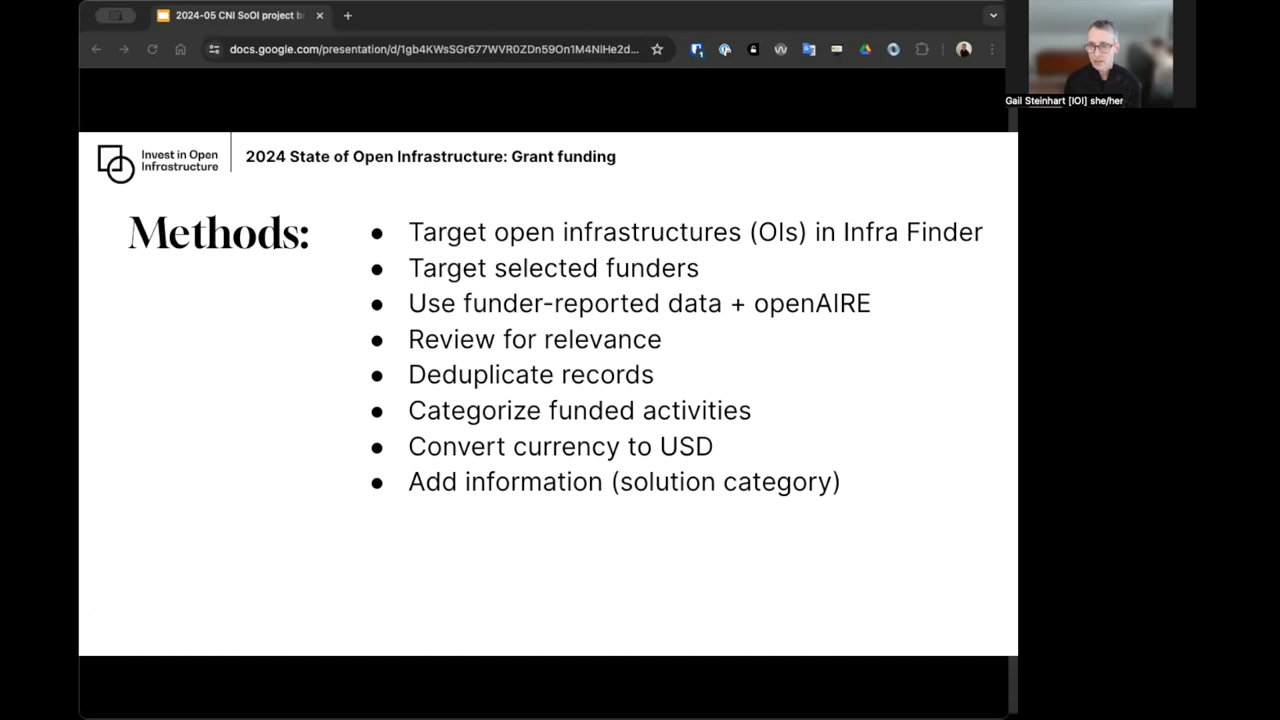 2024-05 CNI SoOI project b
docs.google.com/presentation/d/1gb4KWsSGr677WVR0ZDn59On1M4NlHe2d...
Gail Steinhart [IOI] she/her
Invest in Open
Infrastructure
2024 State of Open Infrastructure: Grant funding
Methods:
● Target open infrastructures (OIs) in Infra Finder
● Target selected funders
● Use funder-reported data + openAIRE
● Review for relevance
● Deduplicate records
● Categorize funded activities
● Convert currency to USD
● Add information (solution category)